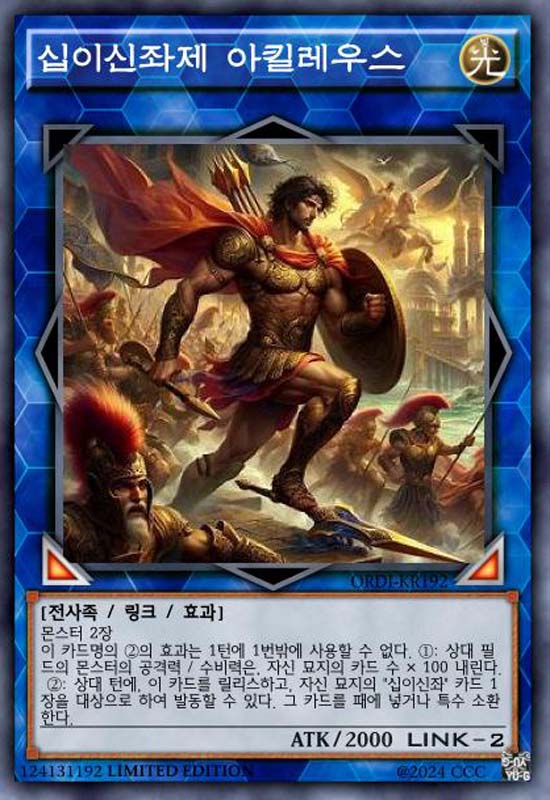 십이신좌제 아킬레우스
빛
光
ORDI-KR192
[전사족 / 링크 / 효과]
몬스터 2장
이 카드명의 ②의 효과는 1턴에 1번밖에 사용할 수 없다. ①: 상대 필
드의 몬스터의 공격력 / 수비력은, 자신 묘지의 카드 수 × 100 내린다.
②: 상대 턴에, 이 카드를 릴리스하고, 자신 묘지의 "십이신좌" 카드 1
장을 대상으로 하여 발동할 수 있다. 그 카드를 패에 넣거나 특수 소환
한다.
ATK/2000 LINK-2
124131192 LIMITED EDITION
©2024 CCC